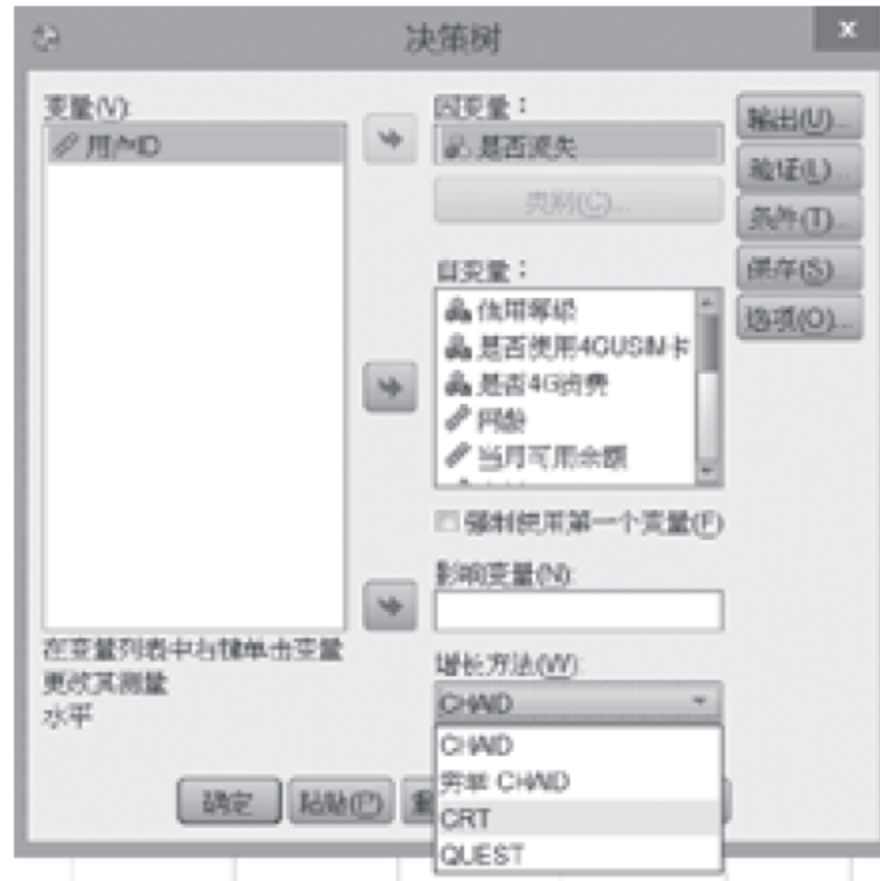 决策树
变量(V):
用户ID
因变量：
是否流失
类别(C)...
自变量：
信用等级
是否使用4GUSIM卡
是否4G资费
网龄
当月可用余额
强制使用第一个变量(F)
影响变量(N):
增长方法(W):
CHAID
CHAID
穷举 CHAID
CRT
QUEST
输出(U)...
验证(L)...
条件(T)...
保存(S)...
选项(O)...
在变量列表中右键单击变量
更改其测量
水平
确定
粘贴(P)